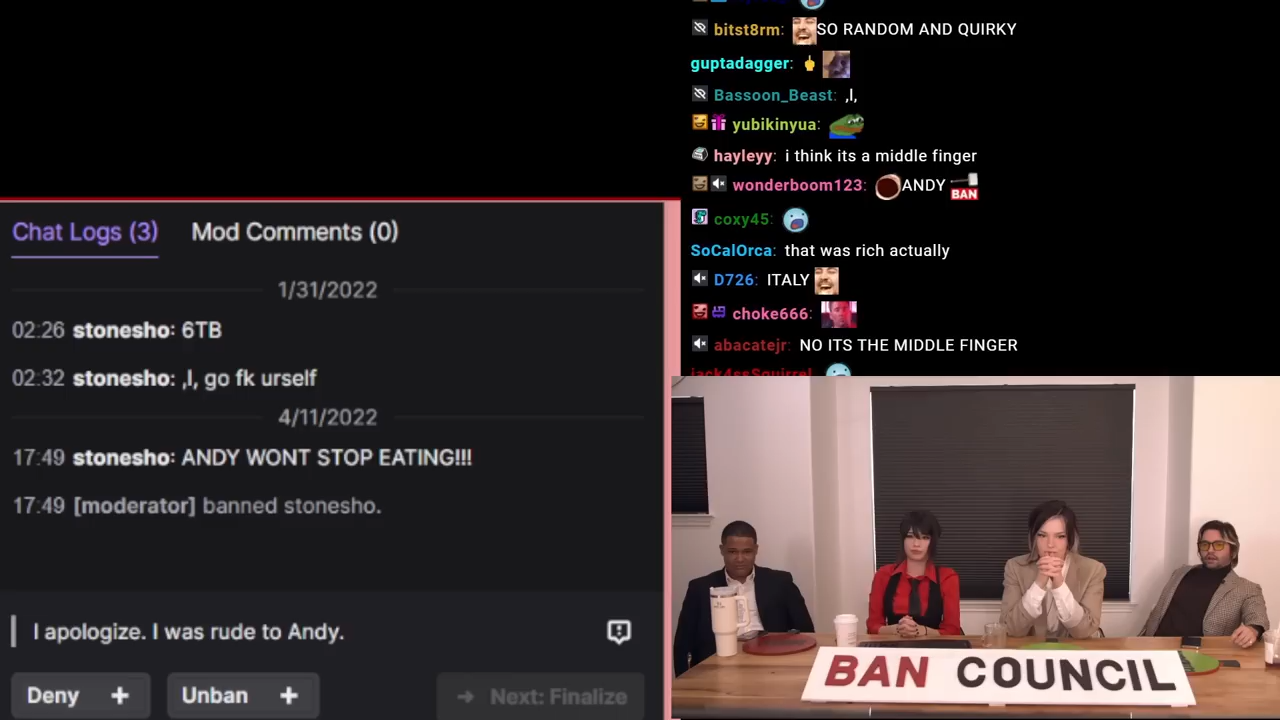 Chat Logs (3) Mod Comments (0)
1/31/2022
02:26 stonesho: 6TB
02:32 stonesho: ,I, go fk urself
4/11/2022
17:49 stonesho: ANDY WONT STOP EATING!!!
17:49 [moderator] banned stonesho.
I apologize. I was rude to Andy.
Deny + Unban + → Next: Finalize
bitst8rm: SO RANDOM AND QUIRKY
guptadagger:
Bassoon_Beast: ,I,
yubikinyua:
hayleyy: i think its a middle finger
wonderboom123: ANDY BAN
coxy45:
SoCalOrca: that was rich actually
D726: ITALY
choke666:
abacatejr: NO ITS THE MIDDLE FINGER
jack4ssSquirrel
BAN COUNCIL